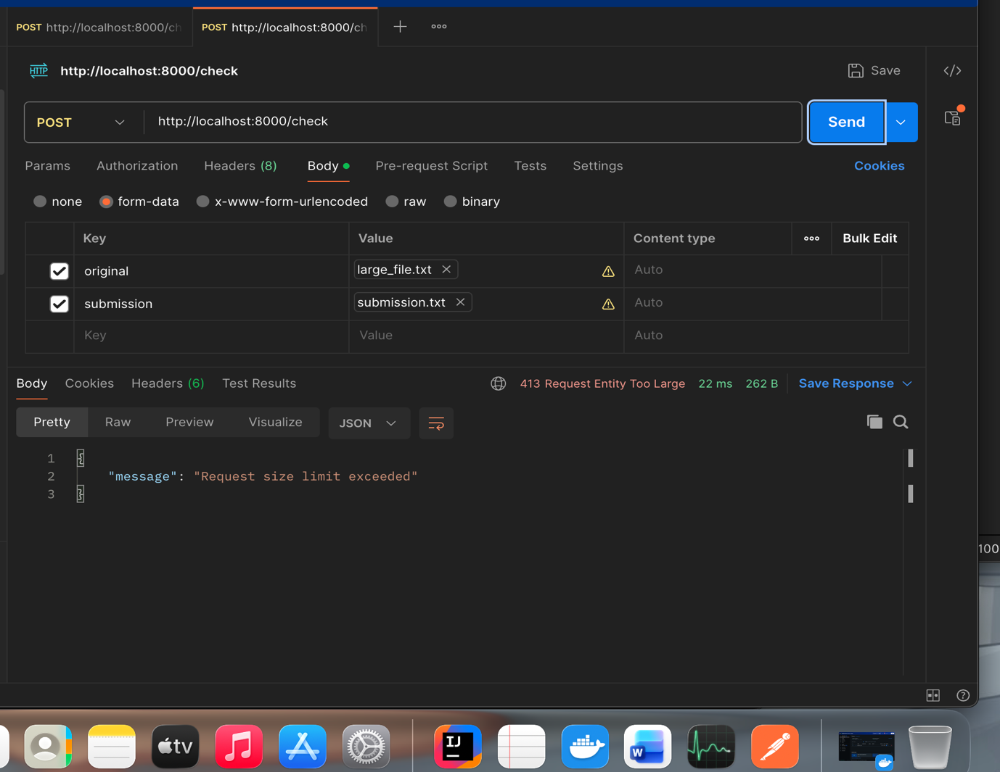 POST http://localhost:8000/ch
POST http://localhost:8000/ch
HTTP http://localhost:8000/check
Save
POST http://localhost:8000/check
Send
Params Authorization Headers (8) Body Pre-request Script Tests Settings Cookies
none form-data x-www-form-urlencoded raw binary
Key Value Content type Bulk Edit
original large_file.txt Auto
submission submission.txt Auto
Key Value Auto
Body Cookies Headers (6) Test Results 413 Request Entity Too Large 22 ms 262 B Save Response
Pretty Raw Preview Visualize JSON
1 {
2 "message": "Request size limit exceeded"
3 }
100
tv
IJ
W